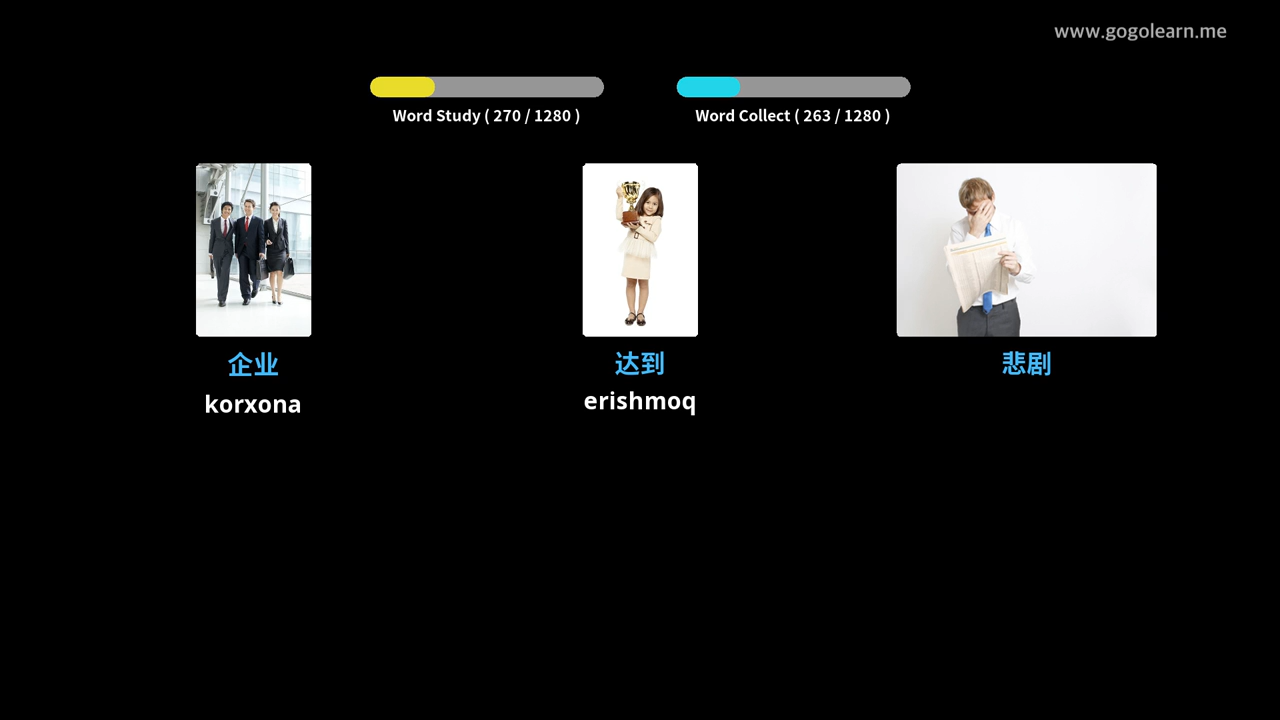 www.gogolearn.me
Word Study ( 270 / 1280 )
Word Collect ( 263 / 1280 )
企业
达到
悲剧
korxona
erishmoq